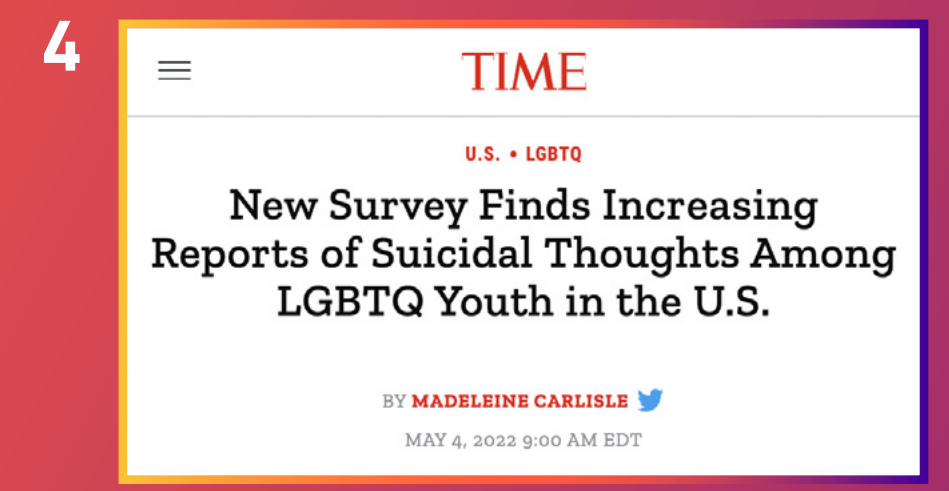 4
TIME
U.S. • LGBTQ
New Survey Finds Increasing
Reports of Suicidal Thoughts Among
LGBTQ Youth in the U.S.
BY MADELEINE CARLISLE
MAY 4, 2022 9:00 AM EDT